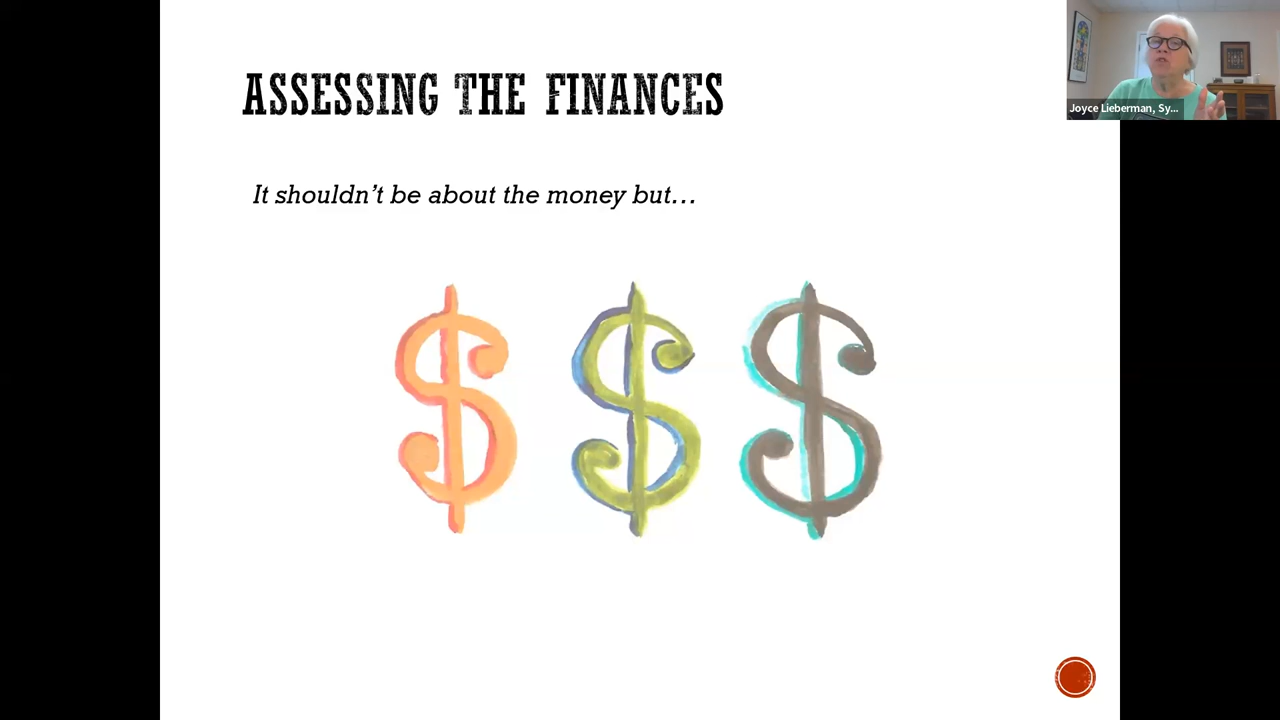 ASSESSING THE FINANCES
It shouldn't be about the money but...
$ $ $
Joyce Lieberman, Sy...